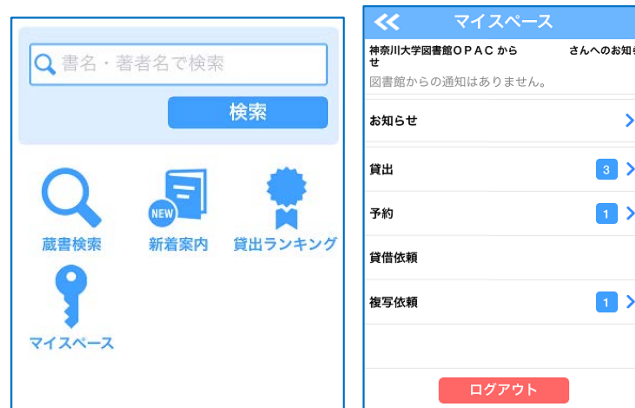 書名・著者名で検索
検索
NEW
蔵書検索
新着案内
貸出ランキング
マイスペース
マイスペース
神奈川大学図書館OPAC から さんへのお知ら
せ
図書館からの通知はありません。
お知らせ
貸出 3
予約 1
貸借依頼
複写依頼 1
ログアウト